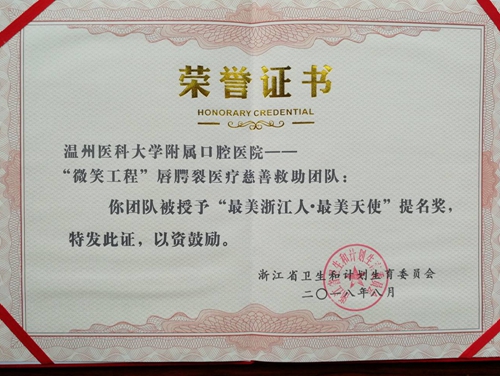 荣誉证书
HONORARY CREDENTIAL
温州医科大学附属口腔医院——
“微笑工程”唇腭裂医疗慈善救助团队：
你团队被授予“最美浙江人·最美天使”提名奖，
特发此证，以资鼓励。
浙江省卫生和计划生育委员会
二〇一八年八月